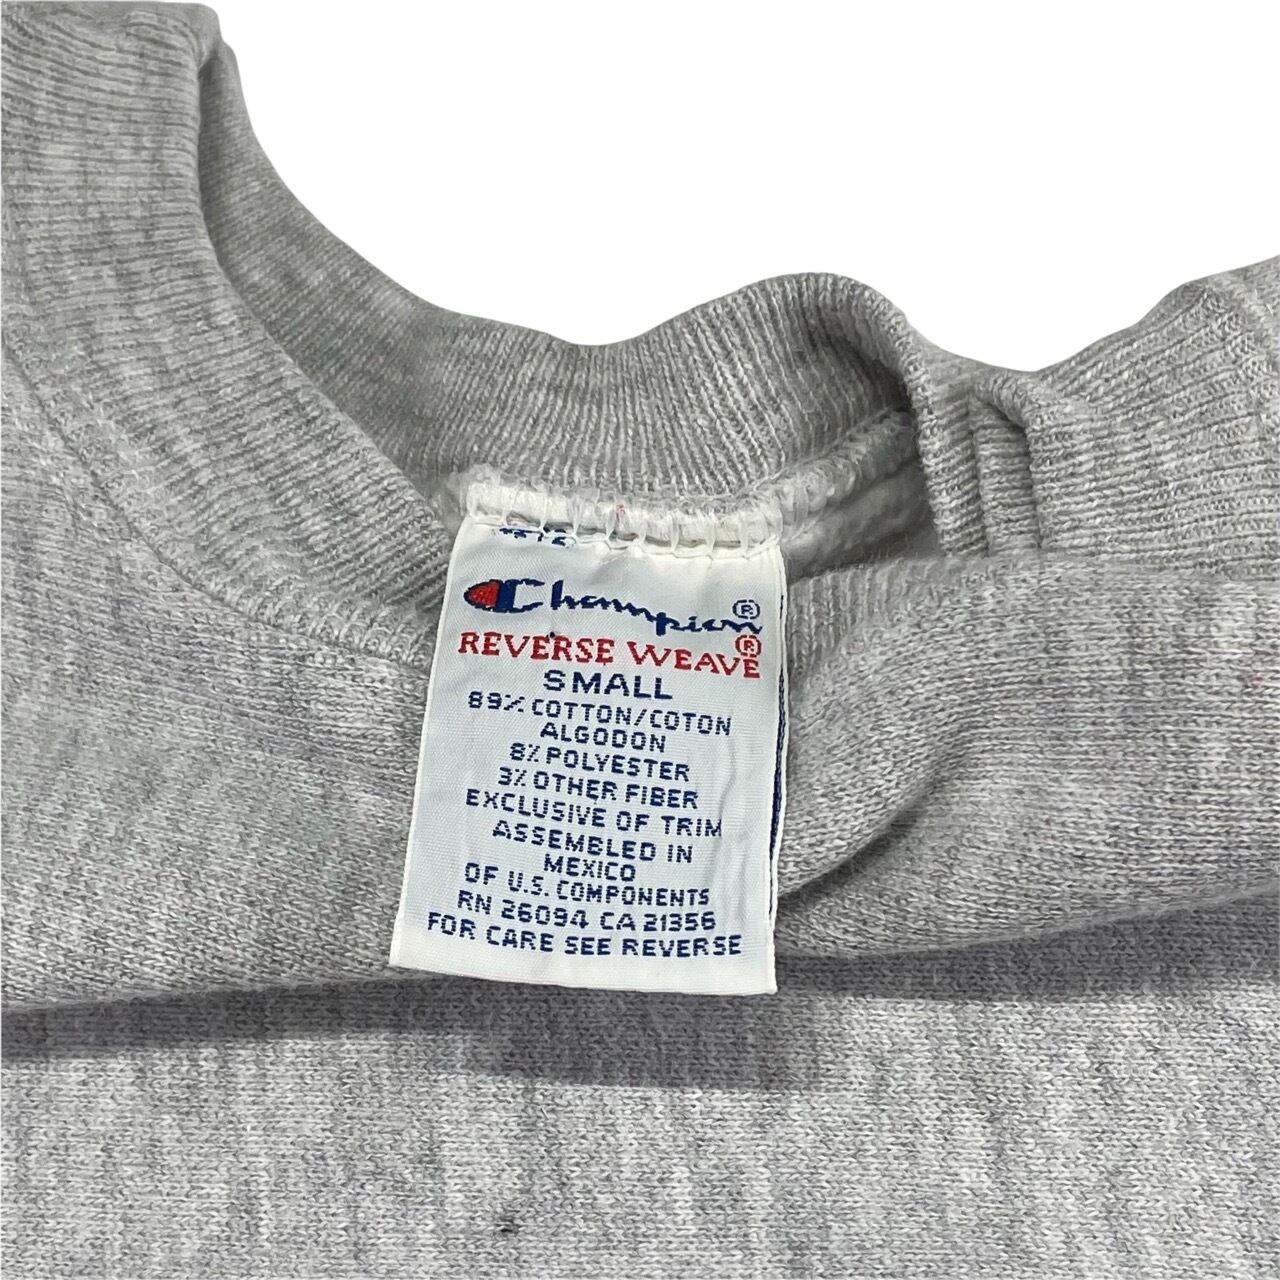 Champion®
REVERSE WEAVE®
SMALL
89% COTTON/COTON
ALGODON
8% POLYESTER
3% OTHER FIBER
EXCLUSIVE OF TRIM
ASSEMBLED IN
MEXICO
OF U.S. COMPONENTS
RN 26094 CA 21356
FOR CARE SEE REVERSE